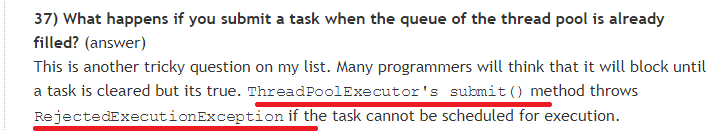 37) What happens if you submit a task when the queue of the thread pool is already
filled? (answer)
This is another tricky question on my list. Many programmers will think that it will block until
a task is cleared but its true. ThreadPoolExecutor's submit() method throws
RejectedExecutionException if the task cannot be scheduled for execution.